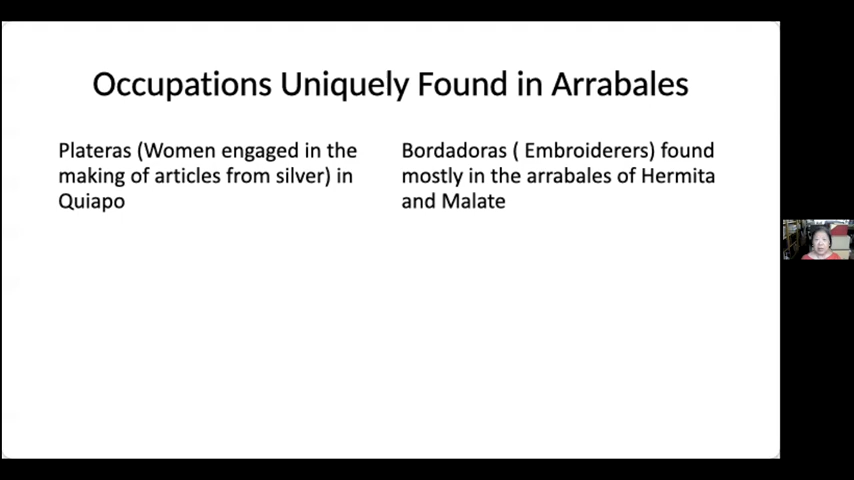 Occupations Uniquely Found in Arrabales
Plateras (Women engaged in the
making of articles from silver) in
Quiapo
Bordadoras ( Embroiderers) found
mostly in the arrabales of Hermita
and Malate